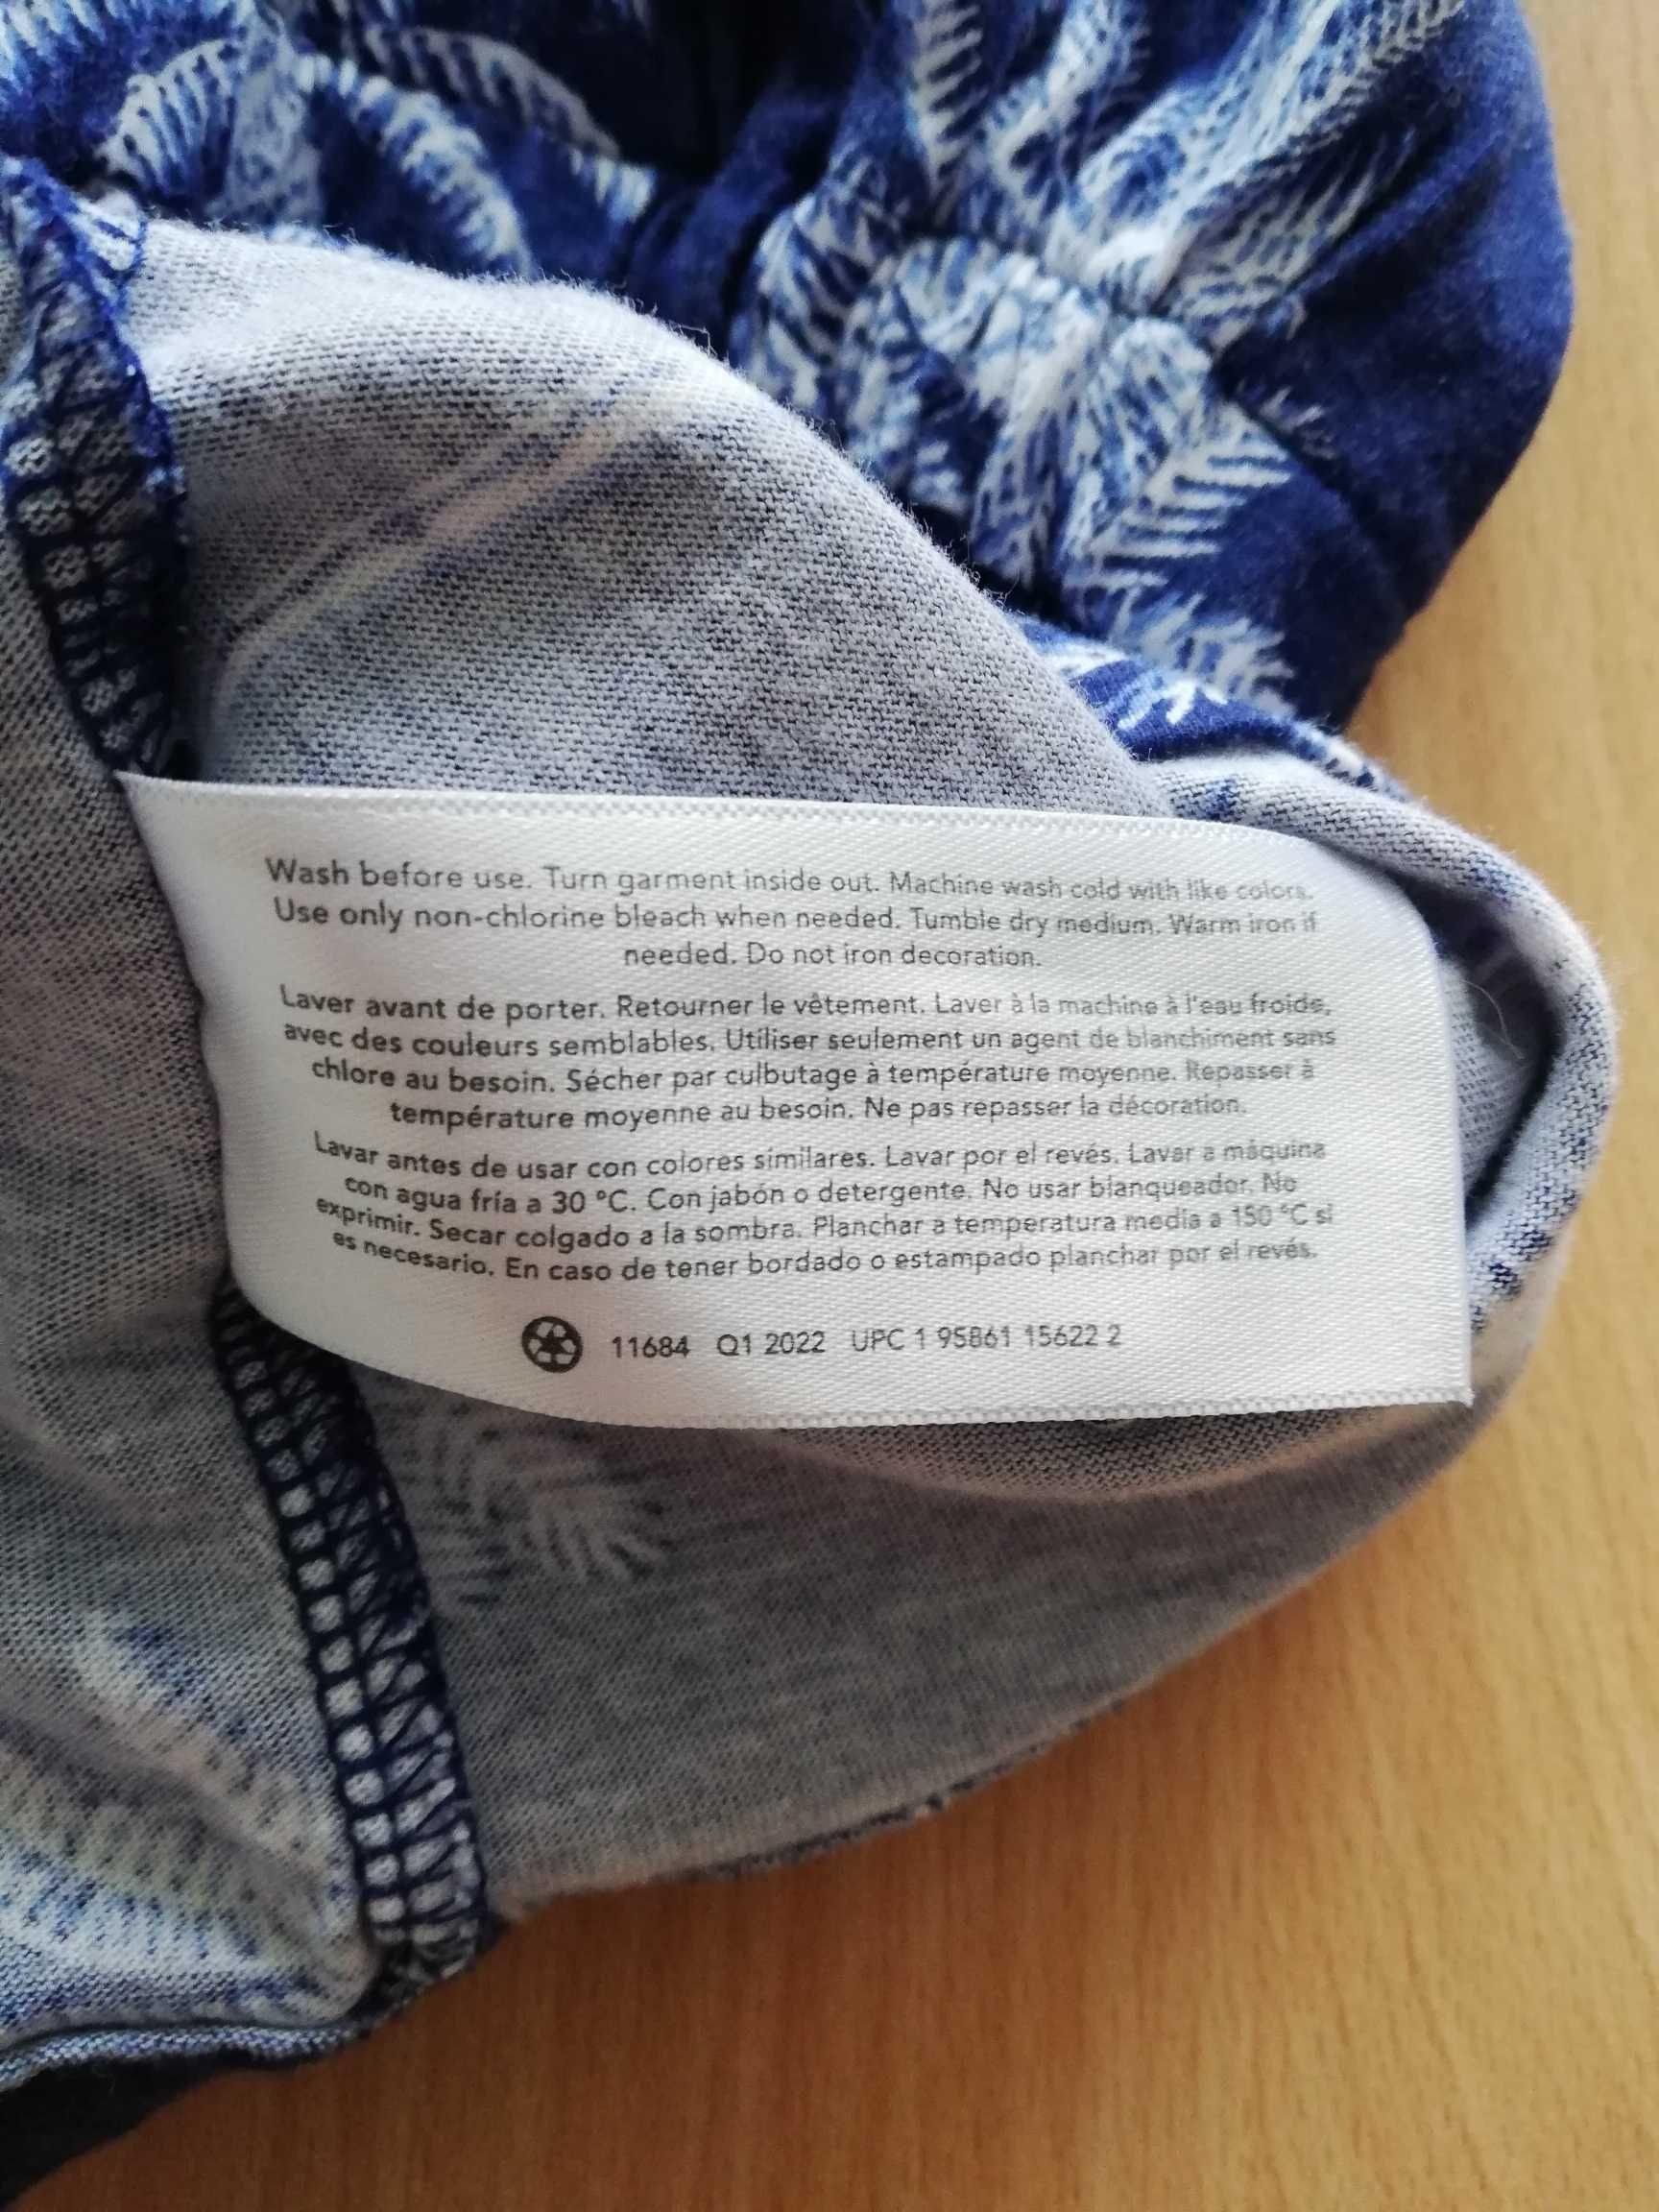 Wash before use. Turn garment inside out. Machine wash cold with like colors.
Use only non-chlorine bleach when needed. Tumble dry medium. Warm iron if
needed. Do not iron decoration.
Laver avant de porter. Retourner le vêtement. Laver à la machine à l'eau froide,
avec des couleurs semblables. Utiliser seulement un agent de blanchiment sans
chlore au besoin. Sécher par culbutage à température moyenne. Repasser à
température moyenne au besoin. Ne pas repasser la décoration.
Lavar antes de usar con colores similares. Lavar por el revés. Lavar a máquina
con agua fría a 30 °C. Con jabón o detergente. No usar blanqueador. No
exprimir. Secar colgado a la sombra. Planchar a temperatura media a 150 °C si
es necesario. En caso de tener bordado o estampado planchar por el revés.
11684 Q1 2022 UPC 1 95861 15622 2